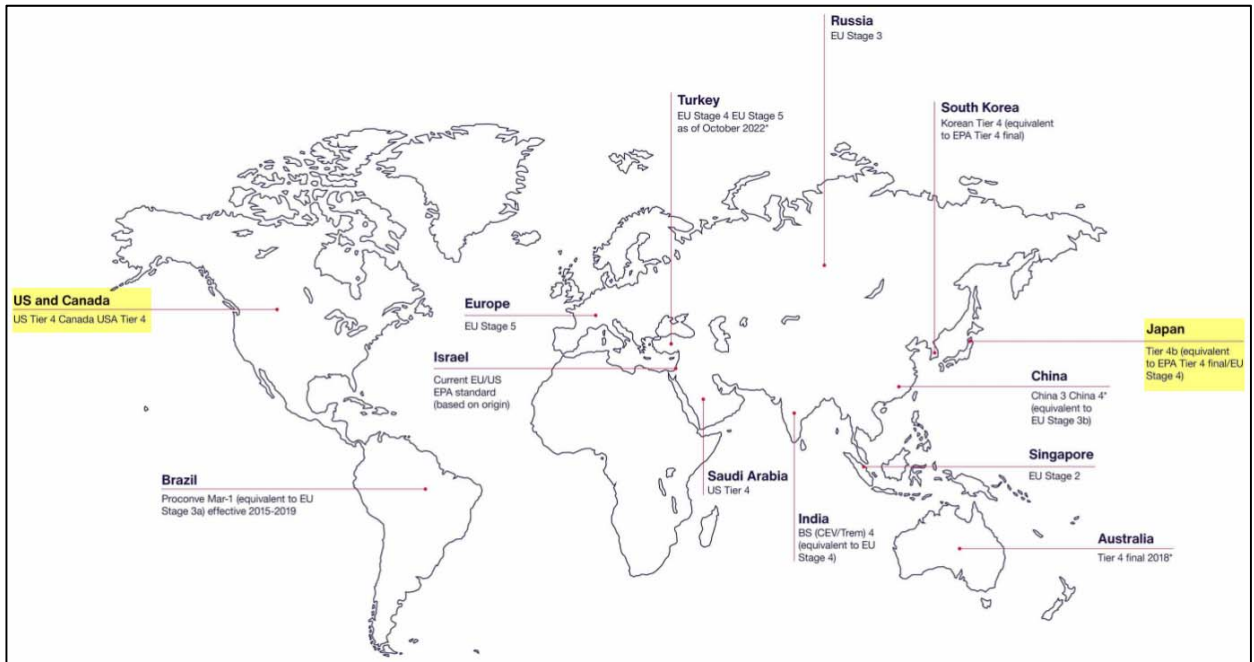 Russia
EU Stage 3
Turkey
EU Stage 4 EU Stage 5
as of October 2022*
South Korea
Korean Tier 4 (equivalent
to EPA Tier 4 final)
US and Canada
US Tier 4 Canada USA Tier 4
Europe
EU Stage 5
Israel
Current EU/US
EPA standard
(based on origin)
Japan
Tier 4b (equivalent
to EPA Tier 4 final/EU
Stage 4)
China
China 3 China 4*
(equivalent to
EU Stage 3b)
Singapore
EU Stage 2
Brazil
Proconve Mar-1 (equivalent to EU
Stage 3a) effective 2015-2019
Saudi Arabia
US Tier 4
India
BS (CEV/Trem) 4
(equivalent to EU
Stage 4)
Australia
Tier 4 final 2018*